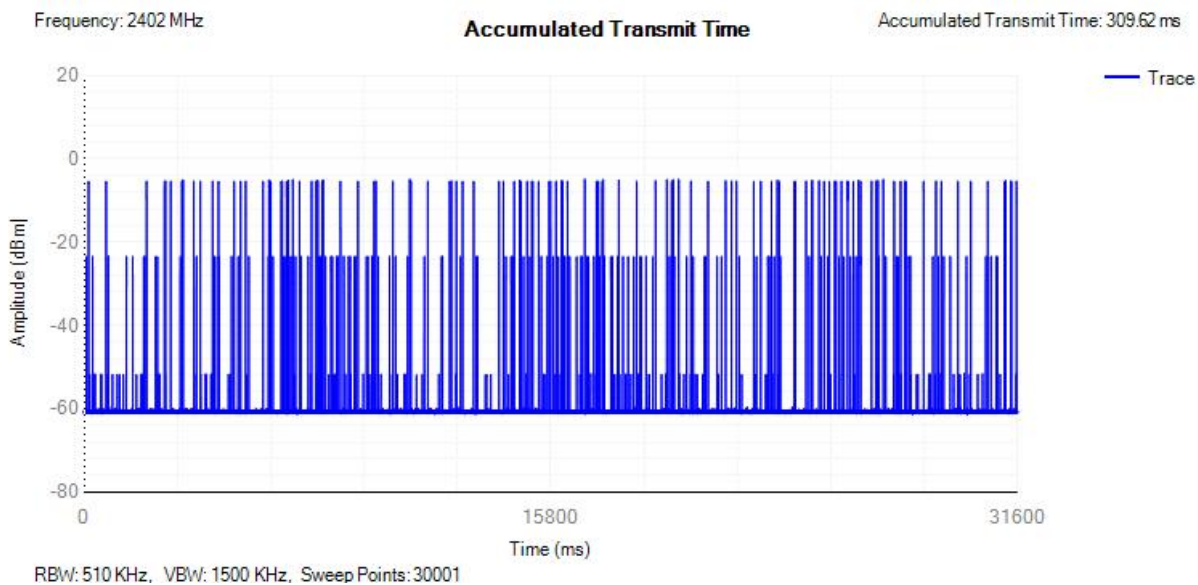 Frequency: 2402 MHz
Accumulated Transmit Time
Accumulated Transmit Time: 309.62 ms
Trace
20
0
-20
-40
-60
-80
Amplitude (dBm)
0
15800
31600
Time (ms)
RBW: 510 KHz, VBW: 1500 KHz, Sweep Points: 30001